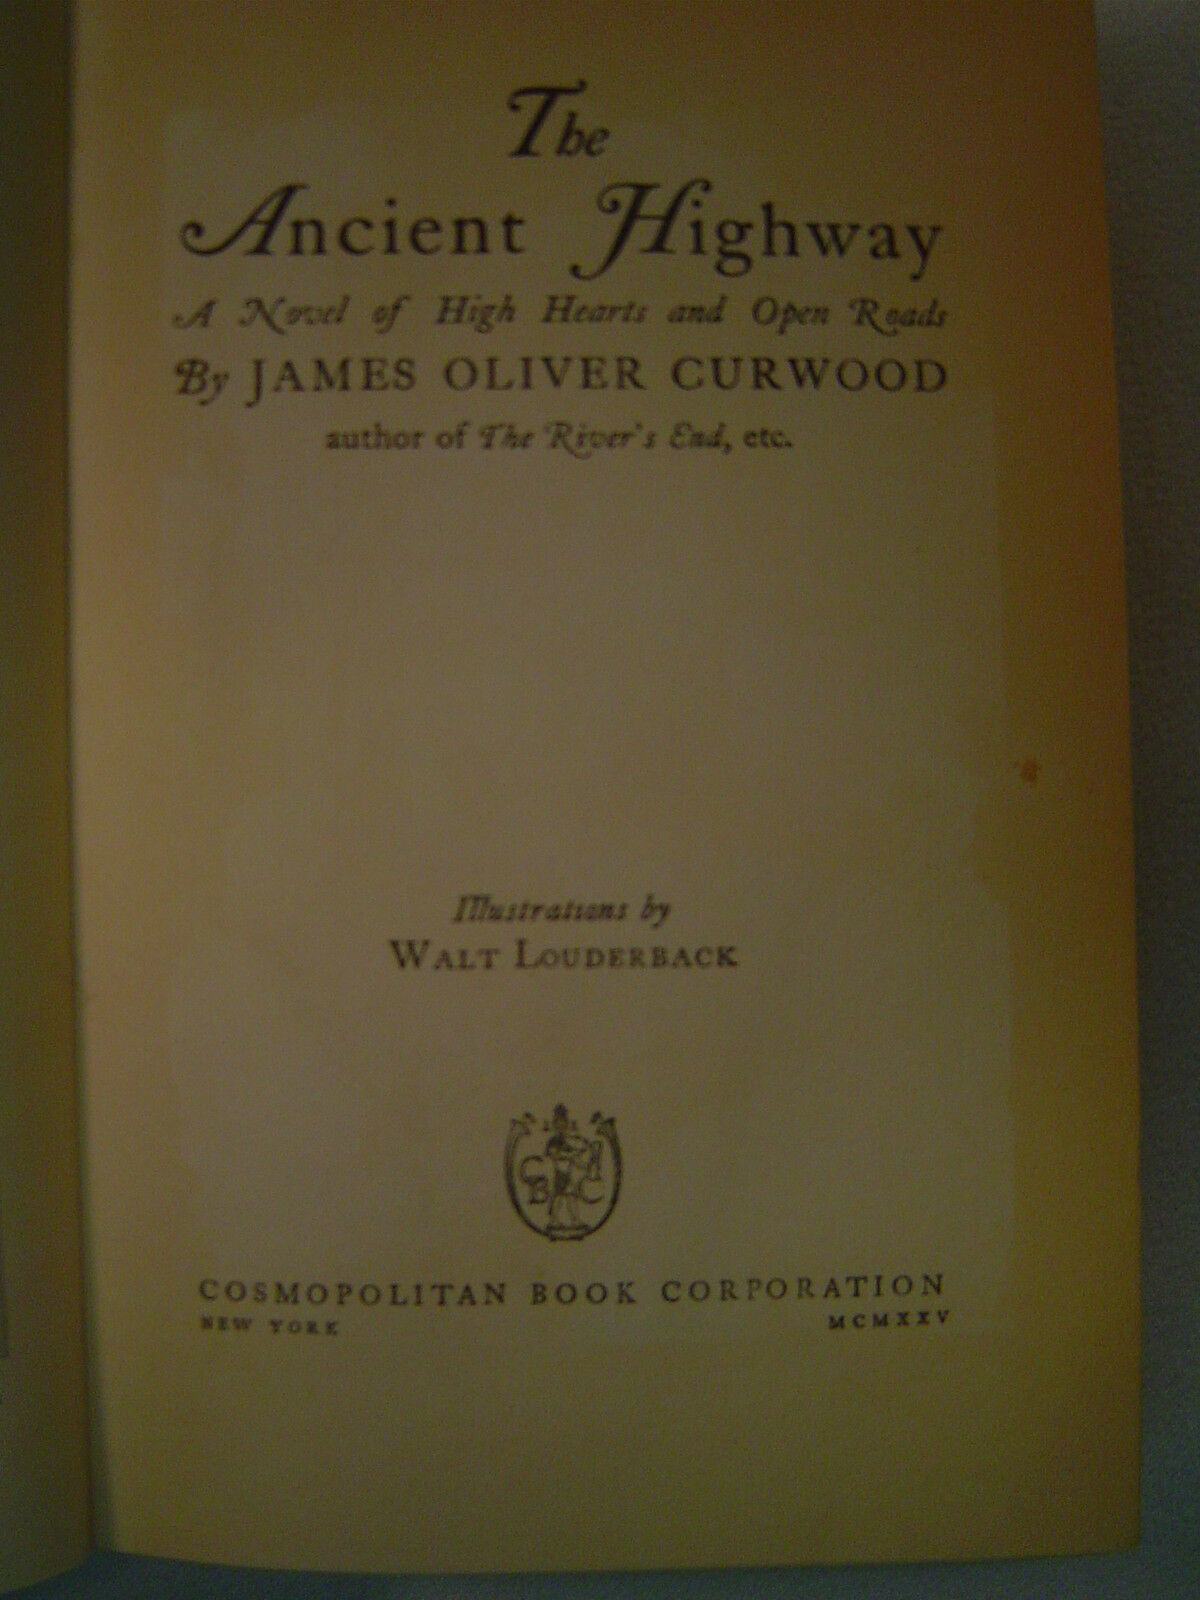 The
Ancient Highway
A Novel of High Hearts and Open Roads
By JAMES OLIVER CURWOOD
author of The River's End, etc.
Illustrations by
WALT LOUDERBACK
C B C
COSMOPOLITAN BOOK CORPORATION
NEW YORK MCMXXV